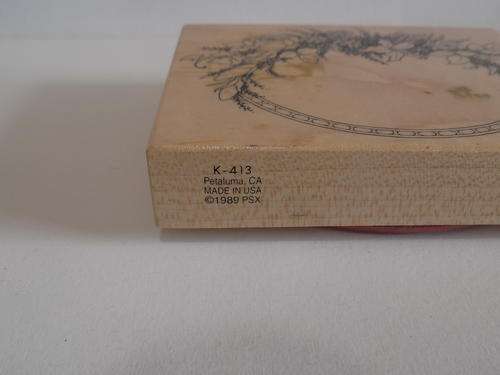 K-413
Petaluma, CA
MADE IN USA
©1989 PSX